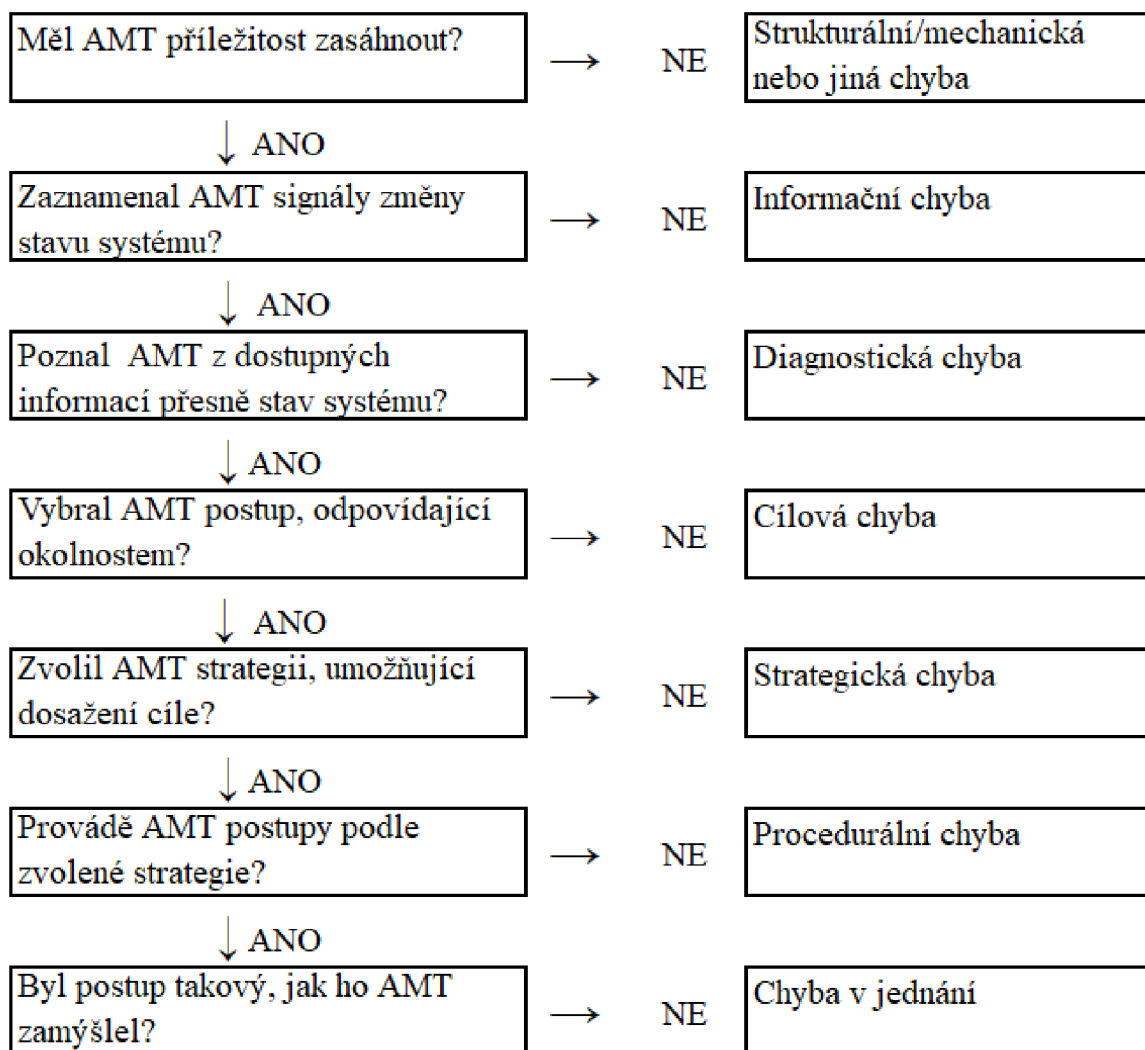 Měl AMT příležitost zasáhnout?
→ NE
Strukturální/mechanická
nebo jiná chyba
↓ ANO
Zaznamenal AMT signály změny
stavu systému?
→ NE
Informační chyba
↓ ANO
Poznal AMT z dostupných
informací přesně stav systému?
→ NE
Diagnostická chyba
↓ ANO
Vybral AMT postup, odpovídající
okolnostem?
→ NE
Cílová chyba
↓ ANO
Zvolil AMT strategii, umožňující
dosažení cíle?
→ NE
Strategická chyba
↓ ANO
Provádě AMT postupy podle
zvolené strategie?
→ NE
Procedurální chyba
↓ ANO
Byl postup takový, jak ho AMT
zamýšlel?
→ NE
Chyba v jednání